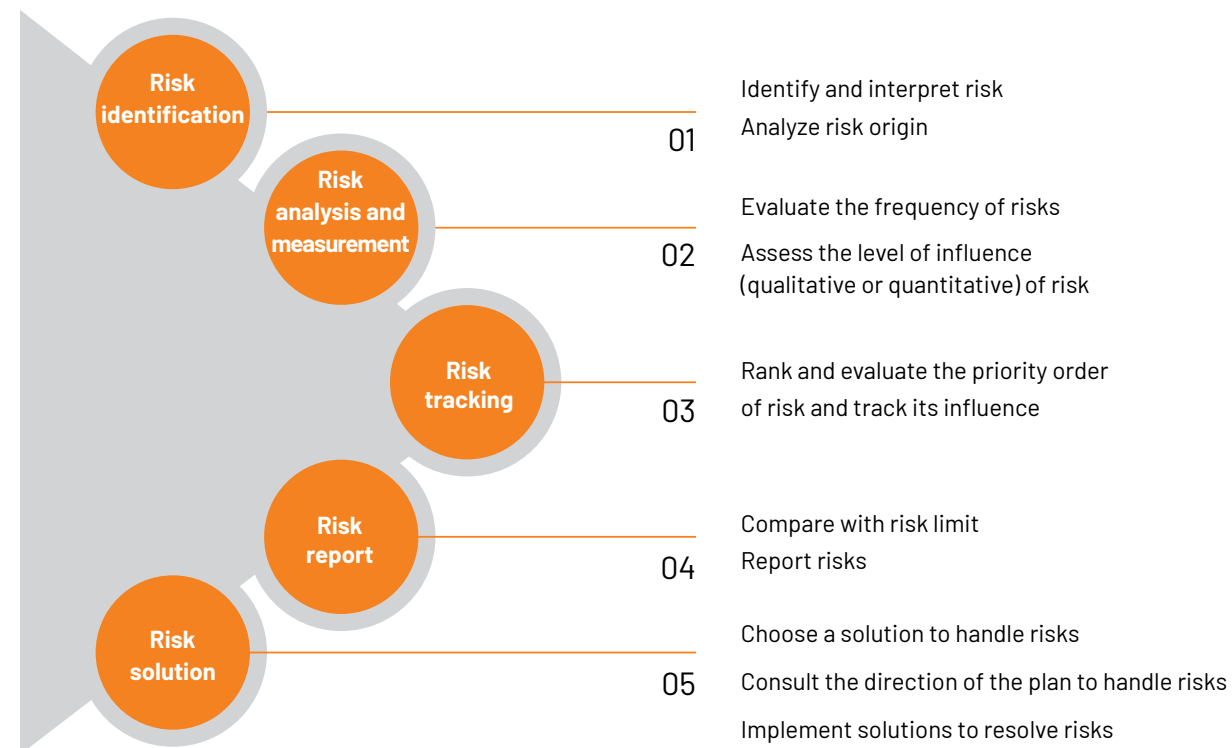 Risk
identification
01
Identify and interpret risk
Analyze risk origin
Risk
analysis and
measurement
02
Evaluate the frequency of risks
Assess the level of influence
(qualitative or quantitative) of risk
Risk
tracking
03
Rank and evaluate the priority order
of risk and track its influence
Risk
report
04
Compare with risk limit
Report risks
Risk
solution
05
Choose a solution to handle risks
Consult the direction of the plan to handle risks
Implement solutions to resolve risks